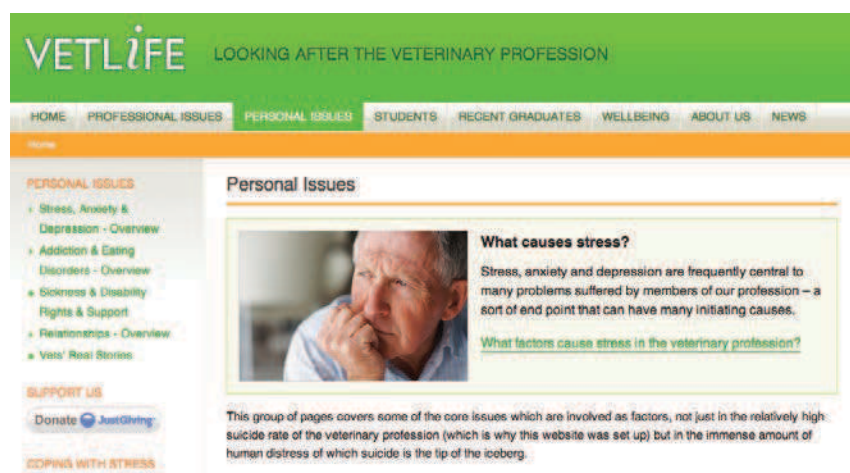 VETLiFE LOOKING AFTER THE VETERINARY PROFESSION
HOME PROFESSIONAL ISSUES PERSONAL ISSUES STUDENTS RECENT GRADUATES WELLBEING ABOUT US NEWS
Home
PERSONAL ISSUES
Stress, Anxiety &
Depression - Overview
Addiction & Eating
Disorders - Overview
Sickness & Disability
Rights & Support
Relationships - Overview
Vets' Real Stories
SUPPORT US
Donate JustGiving
COPING WITH STRESS
Personal Issues
What causes stress?
Stress, anxiety and depression are frequently central to
many problems suffered by members of our profession – a
sort of end point that can have many initiating causes.
What factors cause stress in the veterinary profession?
This group of pages covers some of the core issues which are involved as factors, not just in the relatively high
suicide rate of the veterinary profession (which is why this website was set up) but in the immense amount of
human distress of which suicide is the tip of the iceberg.